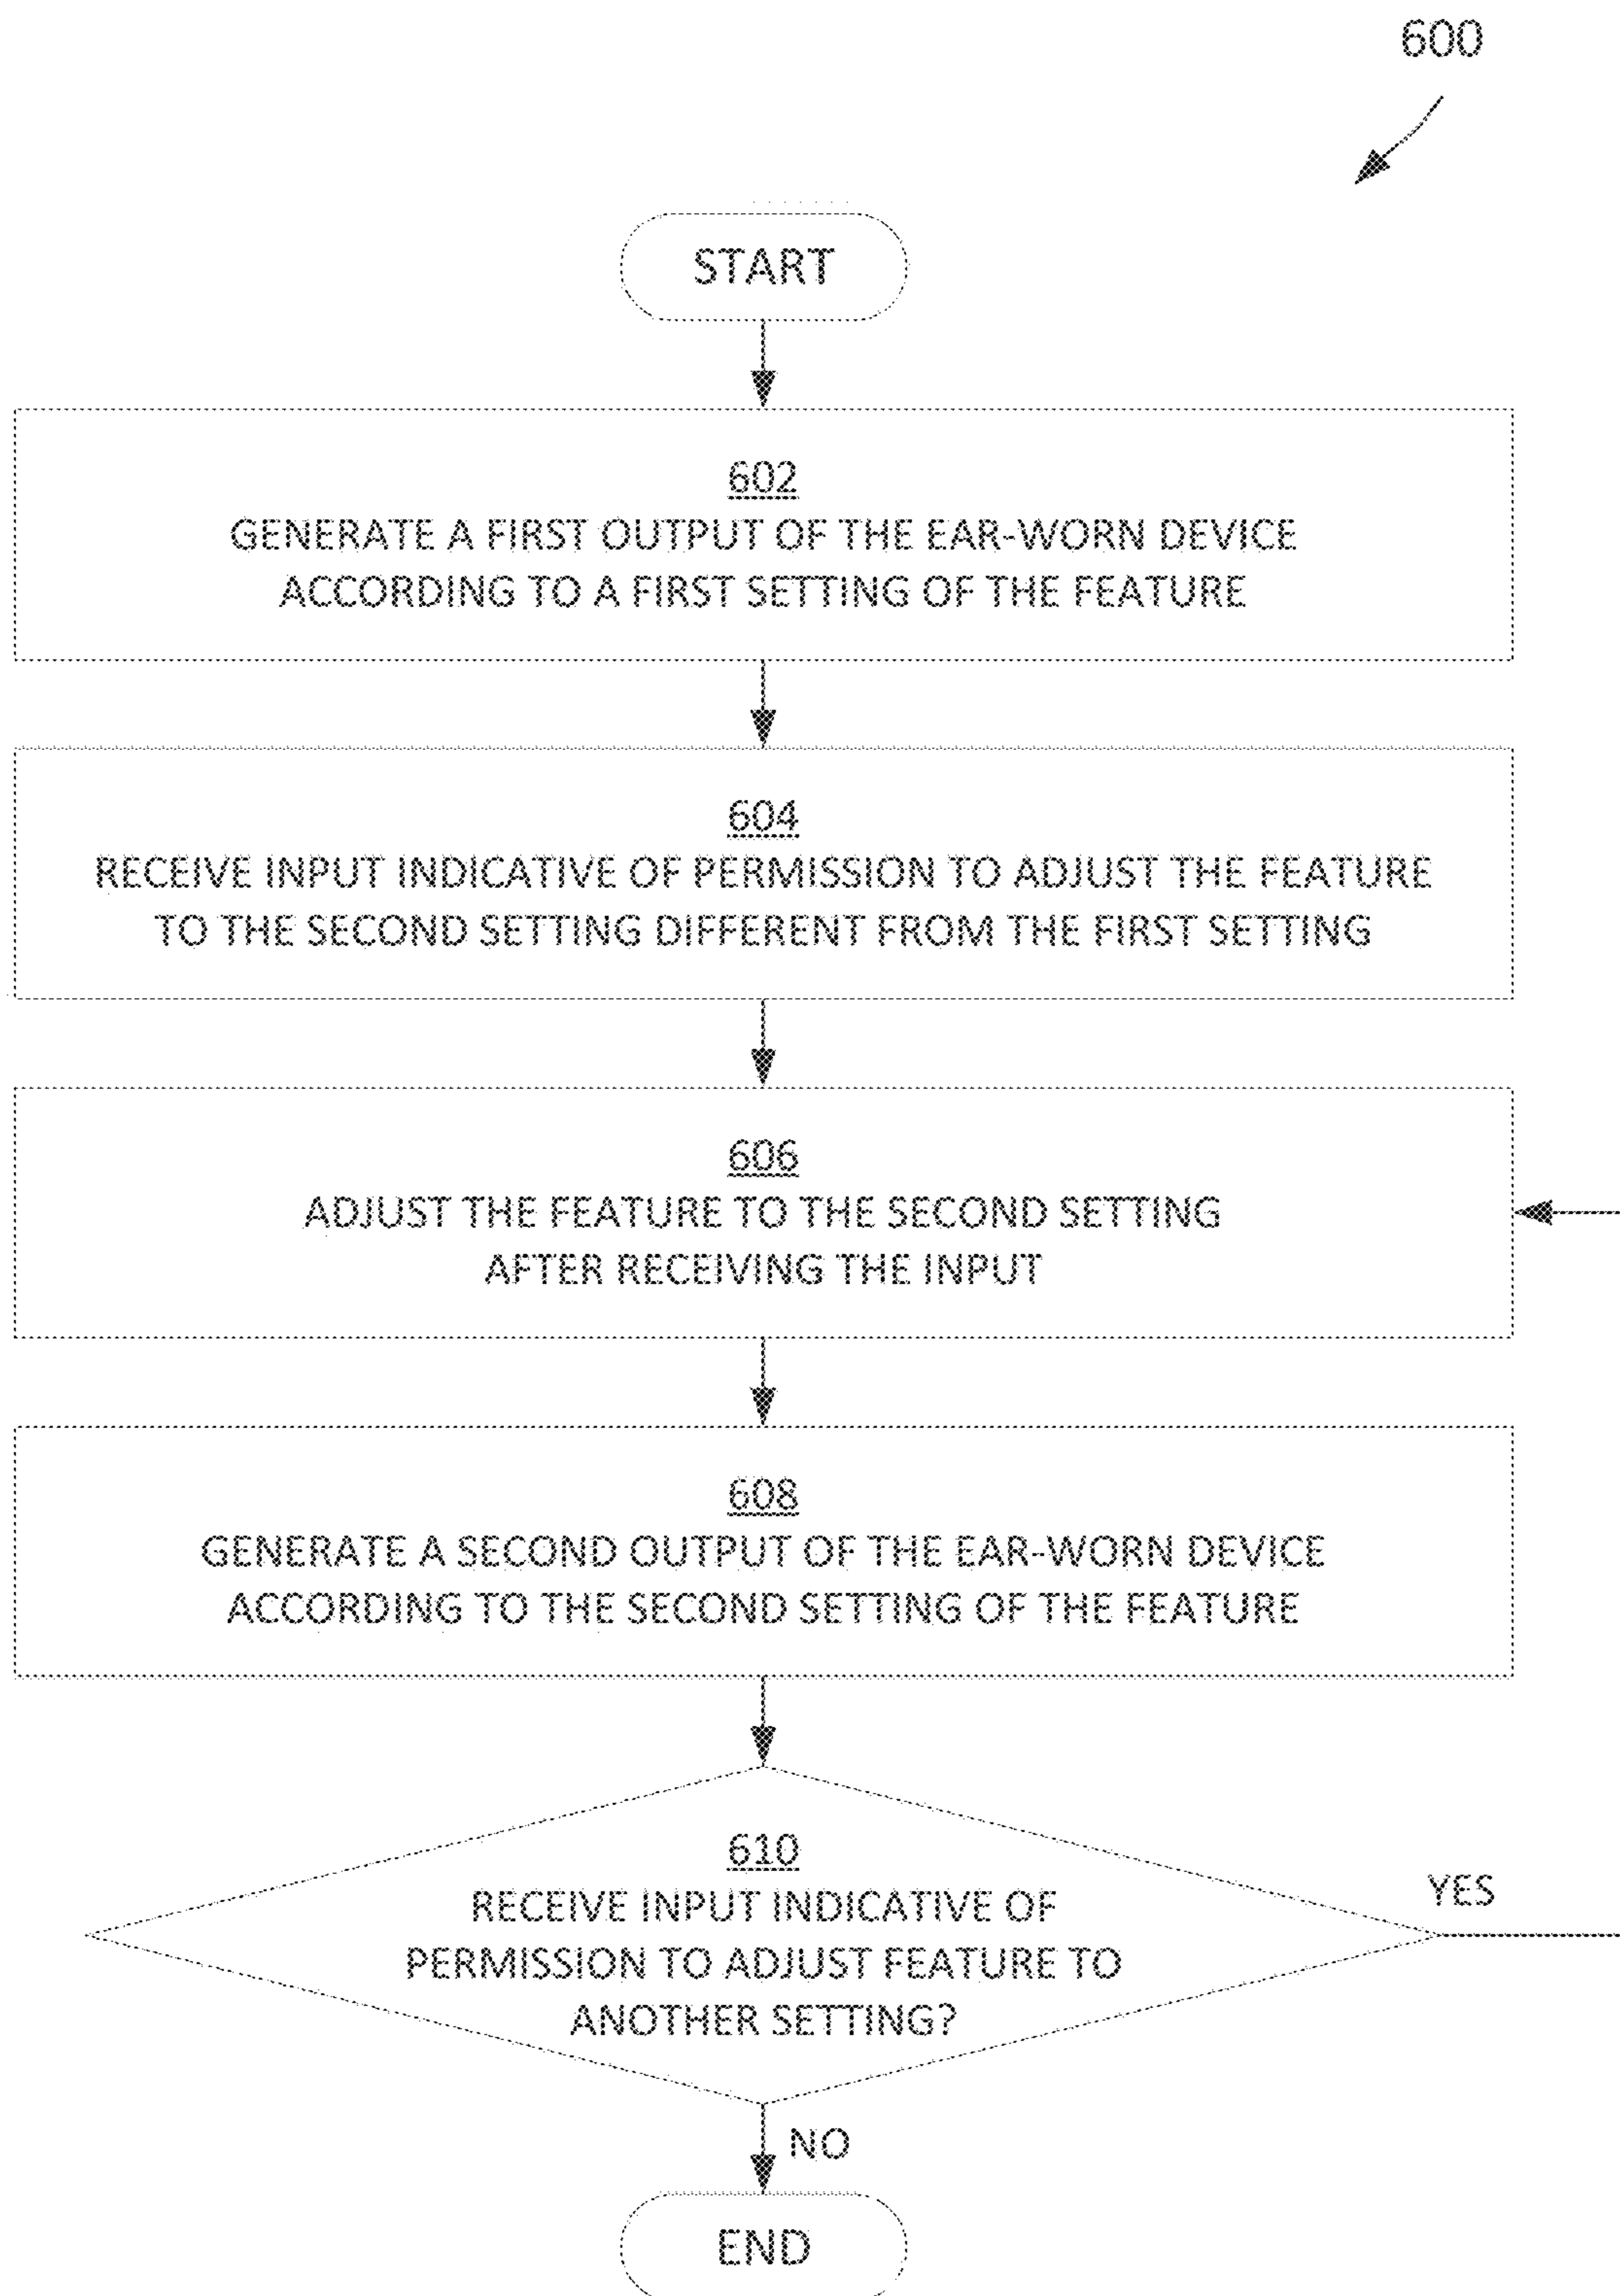 600
START
602
GENERATE A FIRST OUTPUT OF THE EAR-WORN DEVICE
ACCORDING TO A FIRST SETTING OF THE FEATURE
604
RECEIVE INPUT INDICATIVE OF PERMISSION TO ADJUST THE FEATURE
TO THE SECOND SETTING DIFFERENT FROM THE FIRST SETTING
606
ADJUST THE FEATURE TO THE SECOND SETTING
AFTER RECEIVING THE INPUT
608
GENERATE A SECOND OUTPUT OF THE EAR-WORN DEVICE
ACCORDING TO THE SECOND SETTING OF THE FEATURE
610
RECEIVE INPUT INDICATIVE OF
PERMISSION TO ADJUST FEATURE TO
ANOTHER SETTING?
YES
NO
END